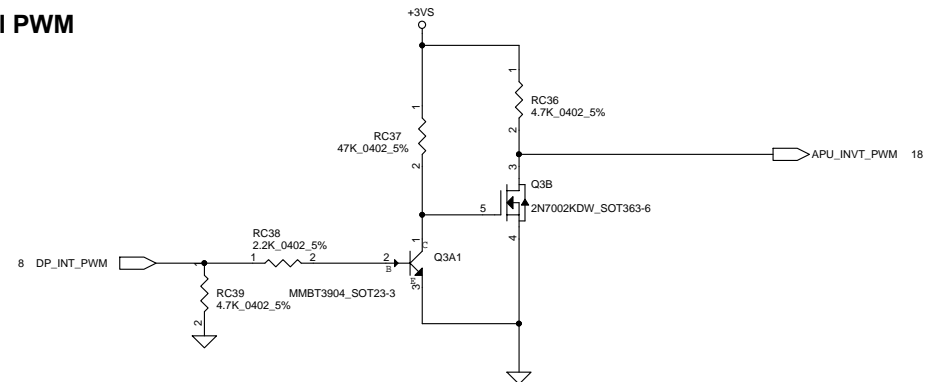 l PWM
+3VS
1
RC36
4.7K_0402_5%
2
1
RC37
47K_0402_5%
2
APU_INVT_PWM 18
3
Q3B
5
2N7002KDW_SOT363-6
4
RC38
2.2K_0402_5%
1
C
Q3A1
8 DP_INT_PWM
1
2
2
B
E
3
MMBT3904_SOT23-3
1
RC39
4.7K_0402_5%
2